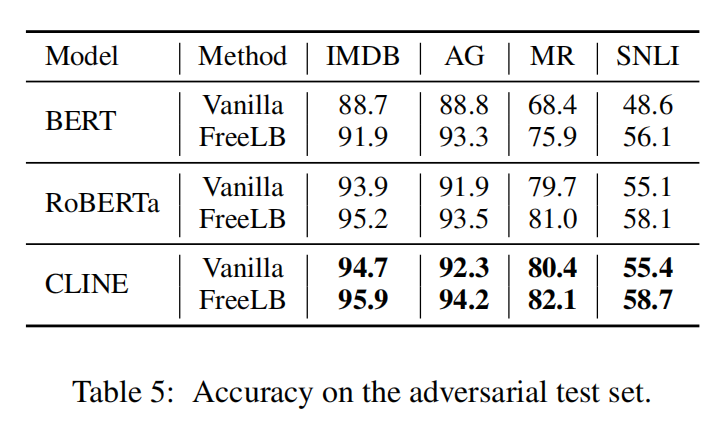 Model Method IMDB AG MR SNLI
BERT Vanilla 88.7 88.8 68.4 48.6
FreeLB 91.9 93.3 75.9 56.1
RoBERTa Vanilla 93.9 91.9 79.7 55.1
FreeLB 95.2 93.5 81.0 58.1
CLINE Vanilla 94.7 92.3 80.4 55.4
FreeLB 95.9 94.2 82.1 58.7
Table 5: Accuracy on the adversarial test set.